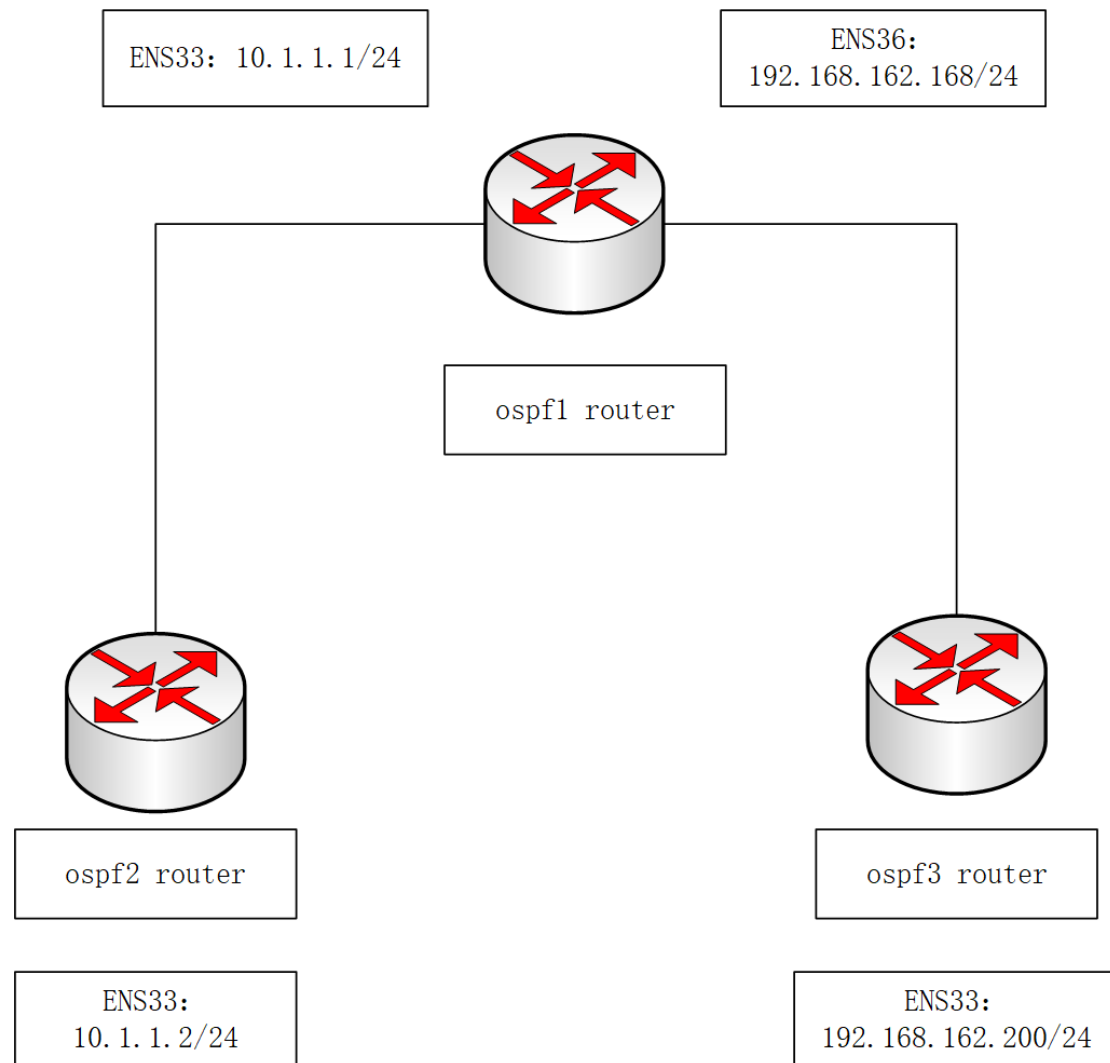 ENS33: 10.1.1.1/24
ENS36:
192.168.162.168/24
ospf1 router
ospf2 router
ospf3 router
ENS33:
10.1.1.2/24
ENS33:
192.168.162.200/24